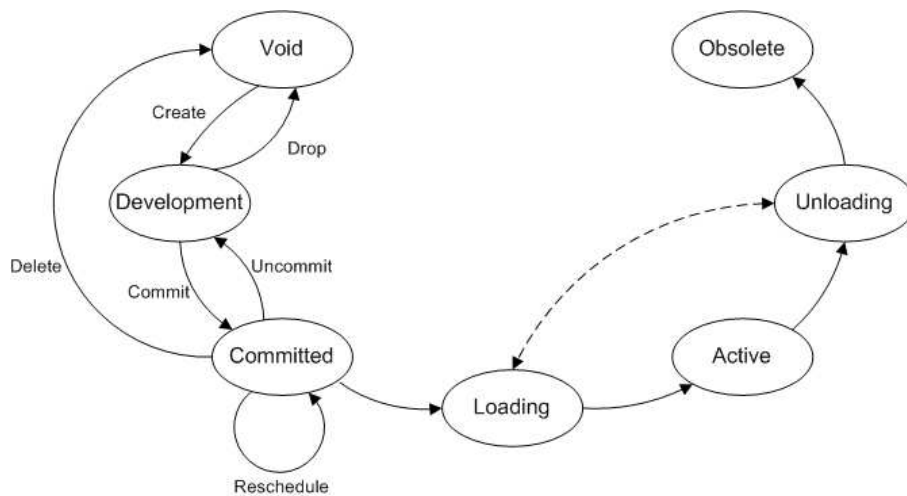 Void
Obsolete
Create
Drop
Development
Unloading
Delete
Uncommit
Commit
Committed
Active
Loading
Reschedule